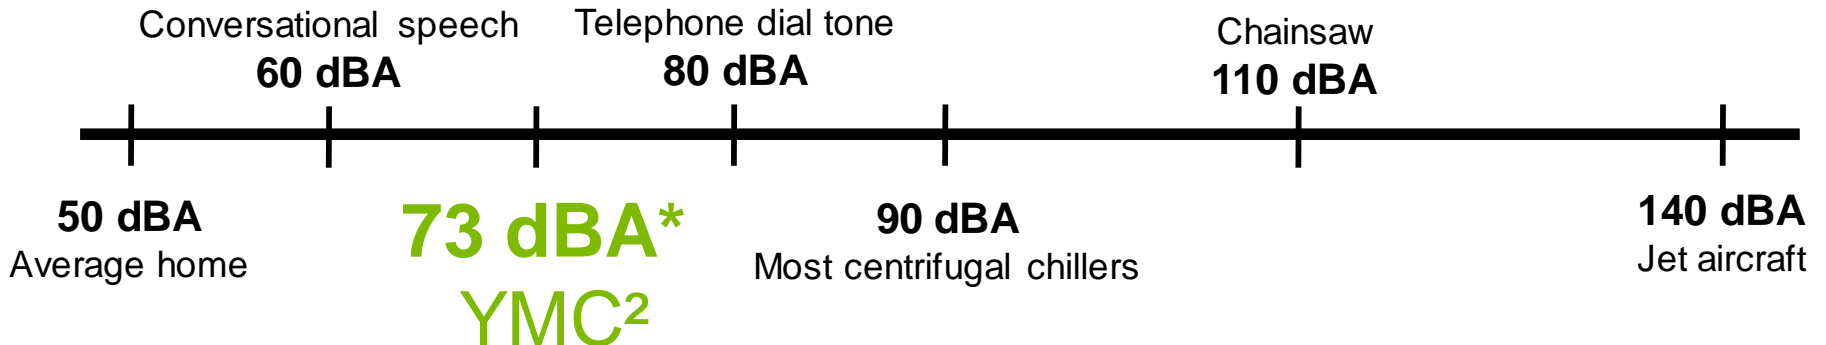 Conversational speech
60 dBA
Telephone dial tone
80 dBA
Chainsaw
110 dBA
50 dBA
Average home
73 dBA*
YMC²
90 dBA
Most centrifugal chillers
140 dBA
Jet aircraft